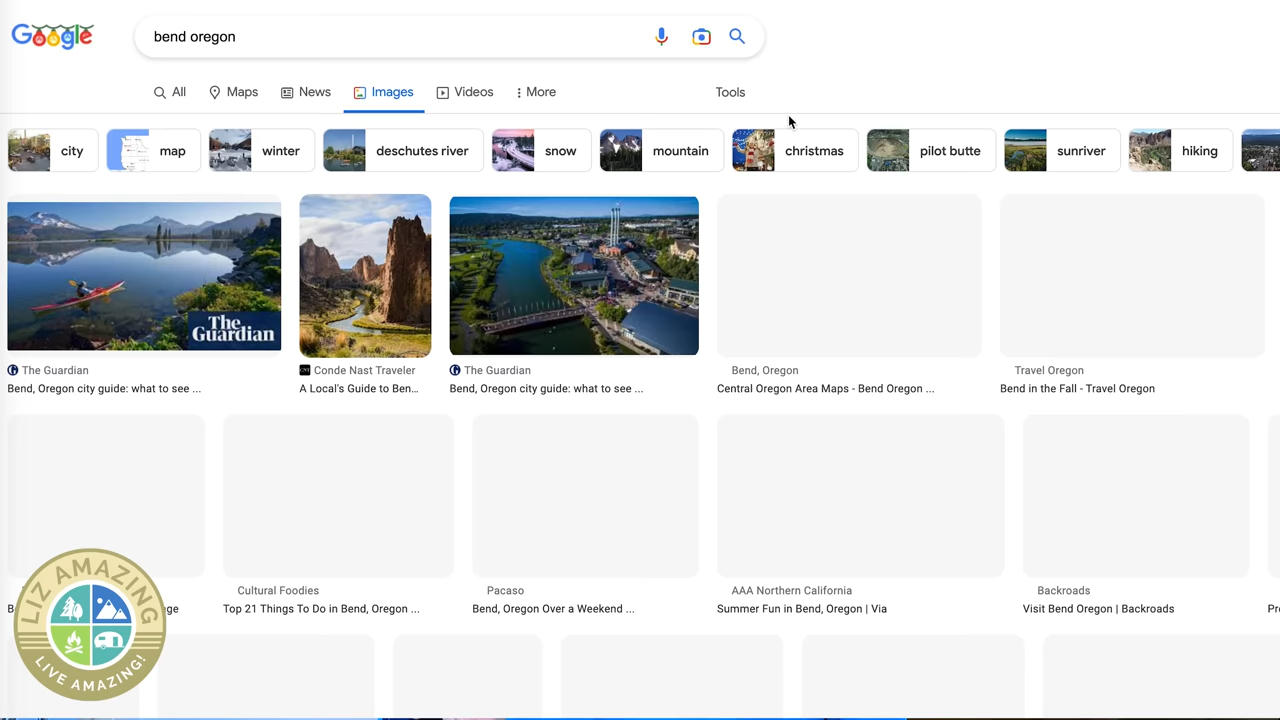 Google
bend oregon
All
Maps
News
Images
Videos
More
Tools
city
map
winter
deschutes river
snow
mountain
christmas
pilot butte
sunriver
hiking
The
Guardian
The Guardian
Bend, Oregon city guide: what to see ...
Conde Nast Traveler
A Local's Guide to Ben...
The Guardian
Bend, Oregon city guide: what to see ...
Bend, Oregon
Central Oregon Area Maps - Bend Oregon ...
Travel Oregon
Bend in the Fall - Travel Oregon
Cultural Foodies
Top 21 Things To Do in Bend, Oregon ...
Pacaso
Bend, Oregon Over a Weekend ...
AAA Northern California
Summer Fun in Bend, Oregon | Via
Backroads
Visit Bend Oregon | Backroads
LIZ AMAZING
LIVE AMAZING!